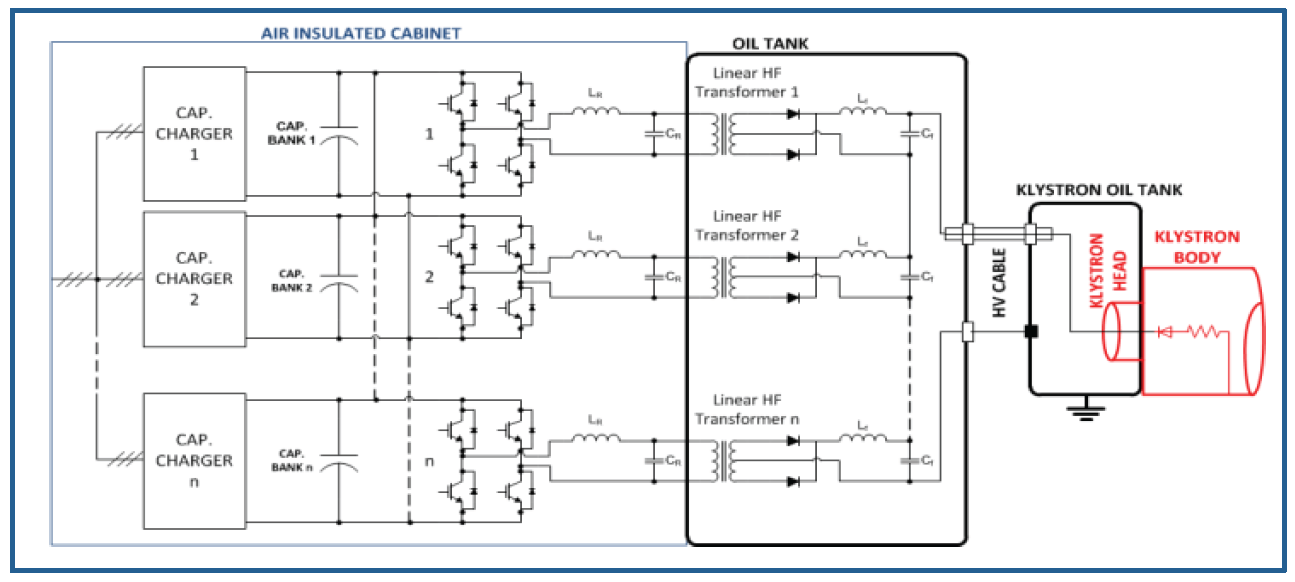 AIR INSULATED CABINET
OIL TANK
CAP.
CHARGER
1
CAP.
BANK 1
1
LR
CR
Linear HF
Transformer 1
Lf
Cf
CAP.
CHARGER
2
CAP.
BANK 2
2
LR
CR
Linear HF
Transformer 2
Lf
Cf
CAP.
CHARGER
n
CAP.
BANK n
n
LR
CR
Linear HF
Transformer n
Lf
Cf
HV CABLE
KLYSTRON OIL TANK
KLYSTRON
HEAD
KLYSTRON
BODY